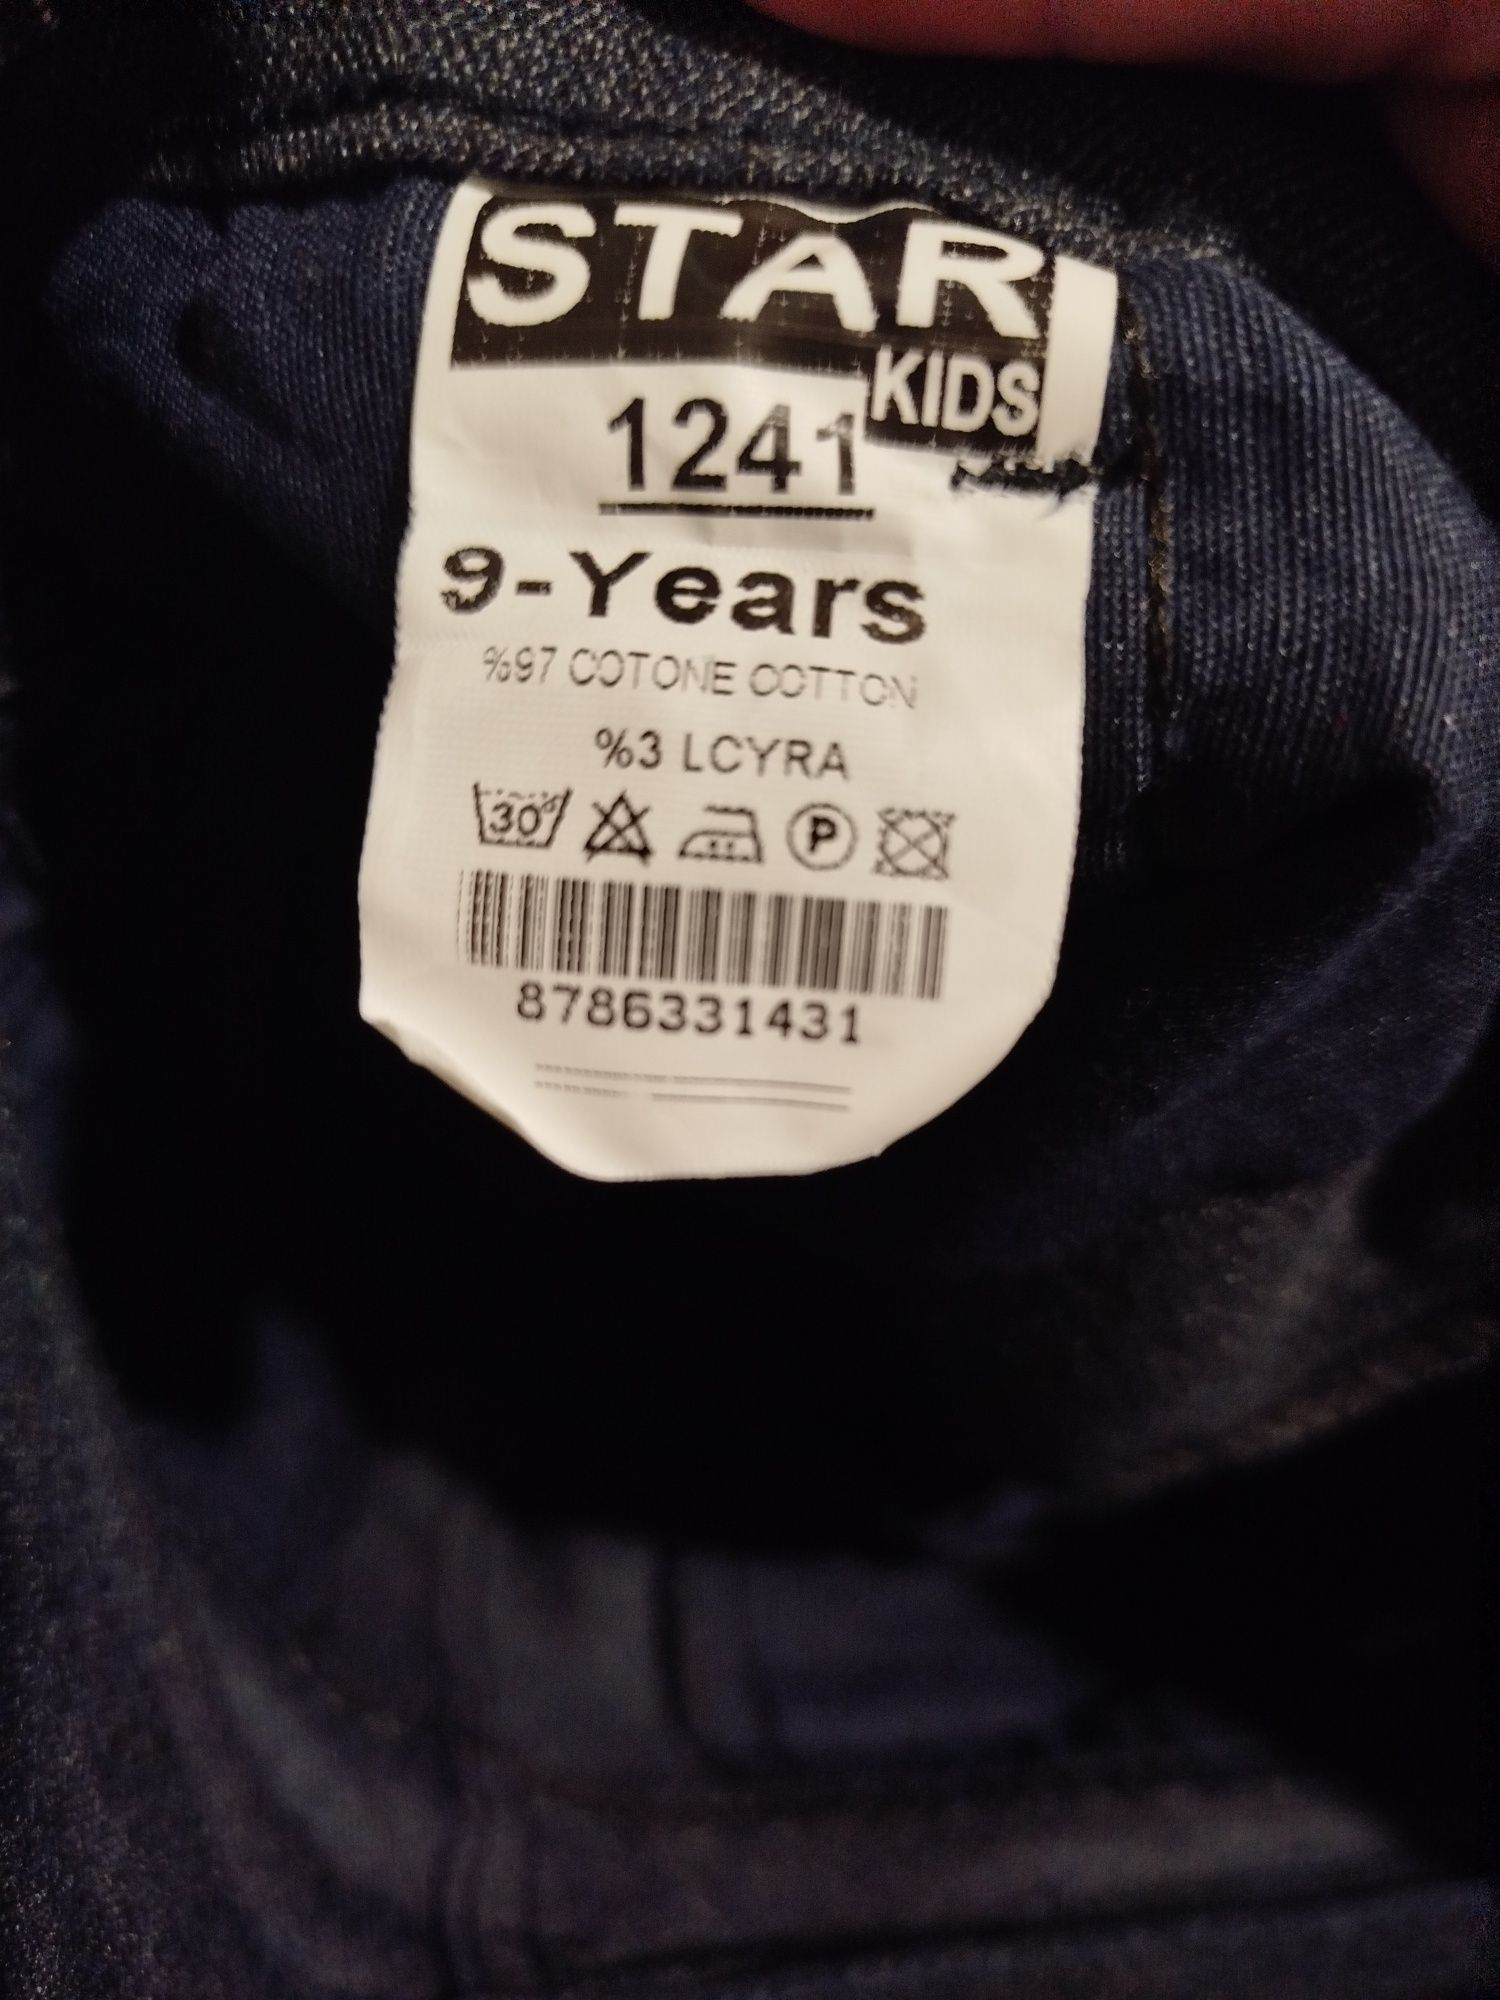 STAR
KIDS
1241
9-Years
%97 COTONE COTTON
%3 LCYRA
30° P
8786331431